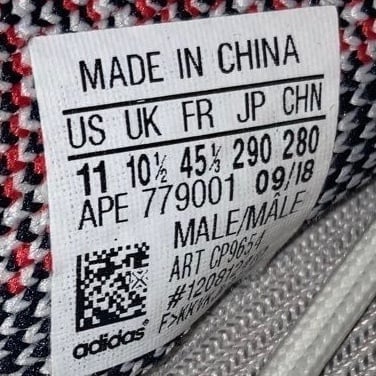 MADE IN CHINA
US UK FR JP CHN
11 10½ 45⅓ 290 280
APE 779001 09/18
MALE/MÂLE
ART CP9654
adidas